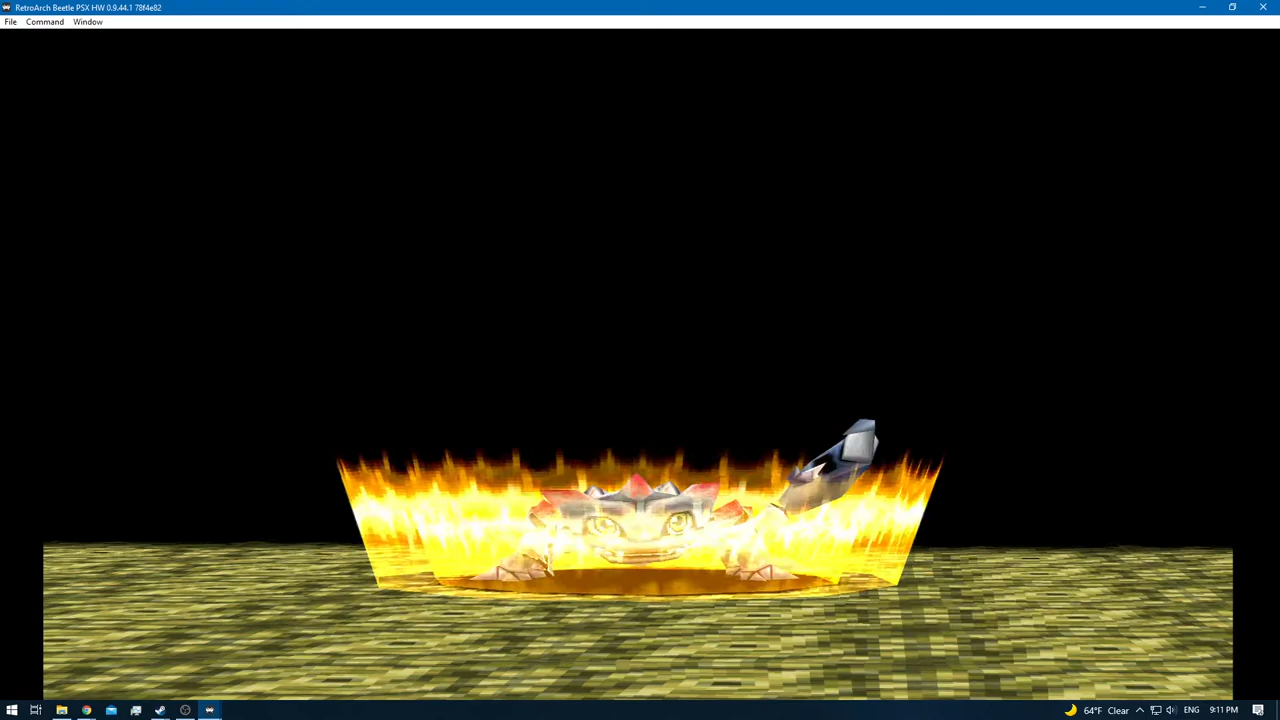 RetroArch Beetle PSX HW 0.9.44.1 78f4e82
File Command Window
64°F Clear ENG 9:11 PM